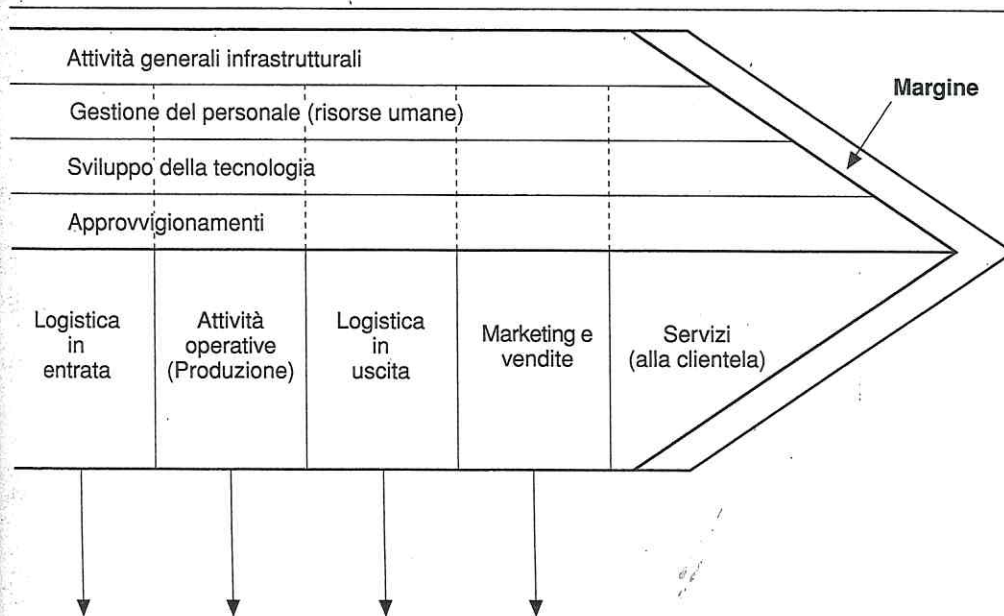 Attività generali infrastrutturali
Margine
Gestione del personale (risorse umane)
Sviluppo della tecnologia
Approvvigionamenti
Logistica
in
entrata
Attività
operative
(Produzione)
Logistica
in
uscita
Marketing e
vendite
Servizi
(alla clientela)